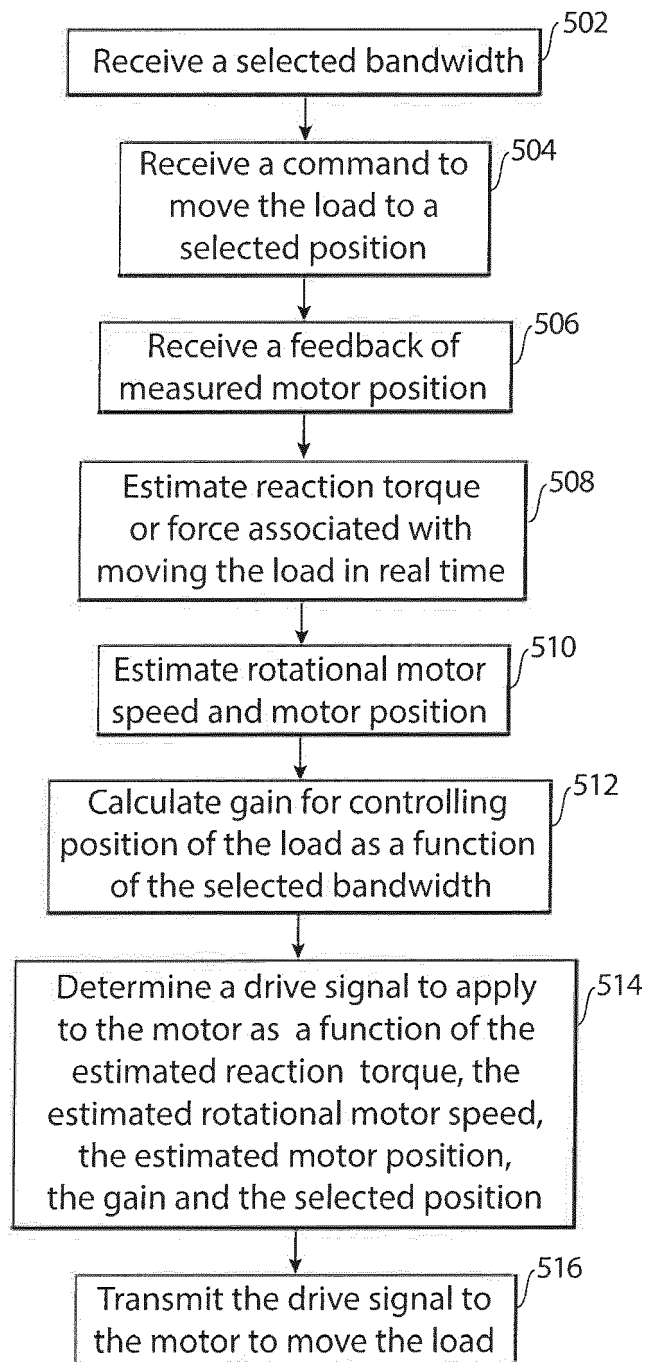 502
Receive a selected bandwidth
504
Receive a command to
move the load to a
selected position
506
Receive a feedback of
measured motor position
508
Estimate reaction torque
or force associated with
moving the load in real time
510
Estimate rotational motor
speed and motor position
512
Calculate gain for controlling
position of the load as a function
of the selected bandwidth
514
Determine a drive signal to apply
to the motor as a function of the
estimated reaction torque, the
estimated rotational motor speed,
the estimated motor position,
the gain and the selected position
516
Transmit the drive signal to
the motor to move the load